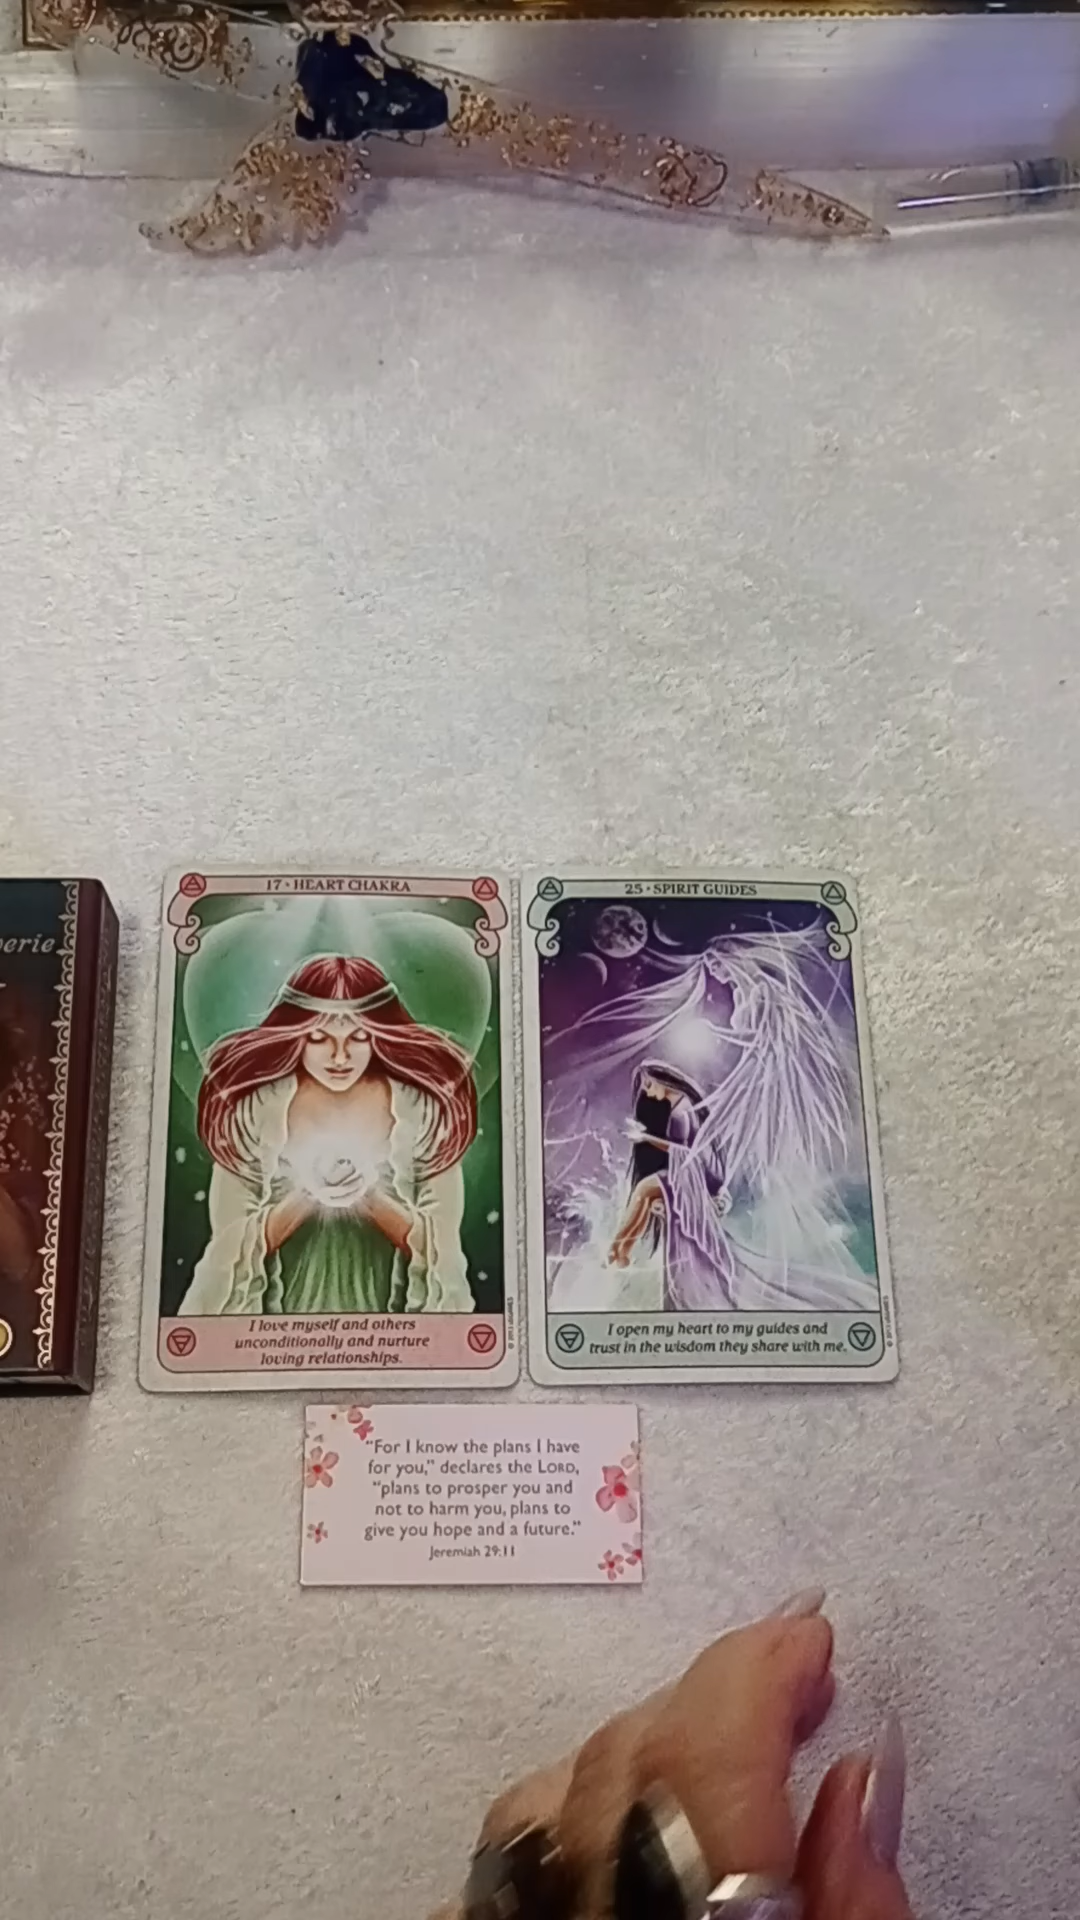 17 · HEART CHAKRA
I love myself and others
unconditionally and nurture
loving relationships.
25 · SPIRIT GUIDES
I open my heart to my guides and
trust in the wisdom they share with me.
"For I know the plans I have
for you," declares the LORD,
"plans to prosper you and
not to harm you, plans to
give you hope and a future."
Jeremiah 29:11